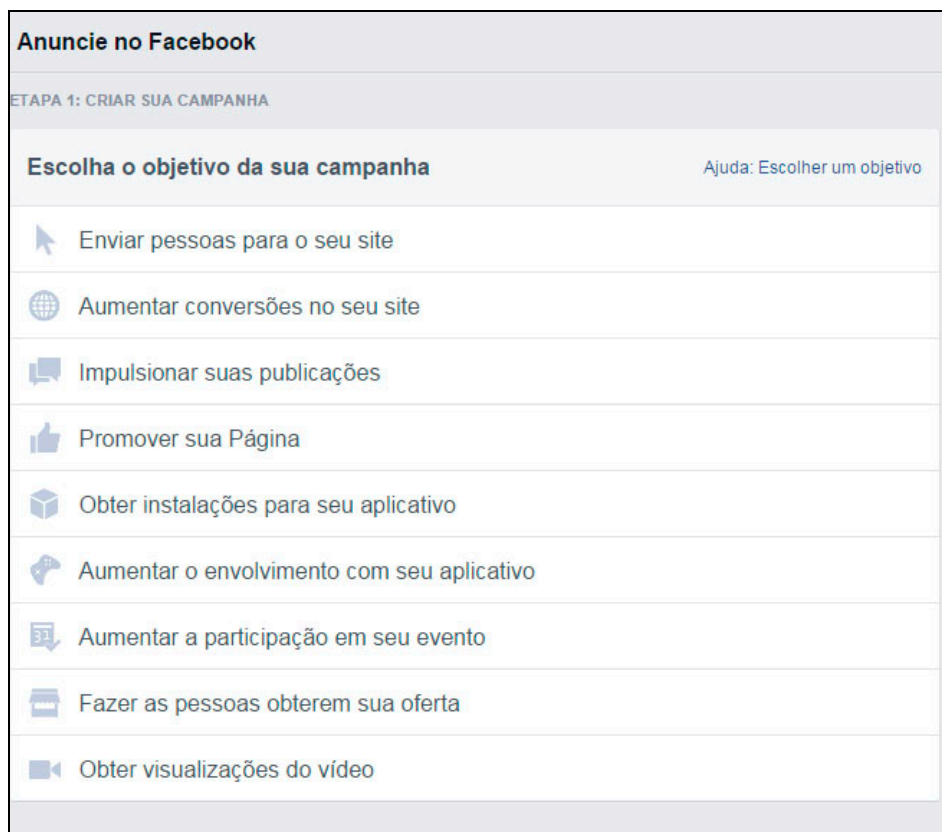 Anuncie no Facebook
ETAPA 1: CRIAR SUA CAMPANHA
Escolha o objetivo da sua campanha
Ajuda: Escolher um objetivo
Enviar pessoas para o seu site
Aumentar conversões no seu site
Impulsionar suas publicações
Promover sua Página
Obter instalações para seu aplicativo
Aumentar o envolvimento com seu aplicativo
31
Aumentar a participação em seu evento
Fazer as pessoas obterem sua oferta
Obter visualizações do vídeo